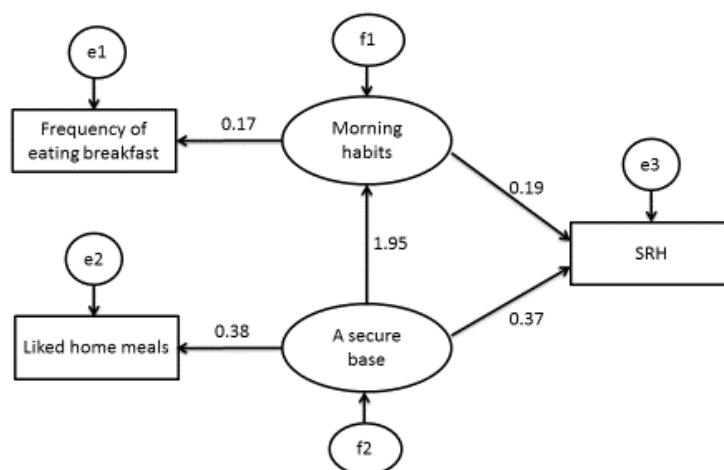 f1
e1
Frequency of
eating breakfast
0.17
Morning
habits
e3
0.19
SRH
1.95
e2
Liked home meals
0.38
A secure
base
0.37
f2